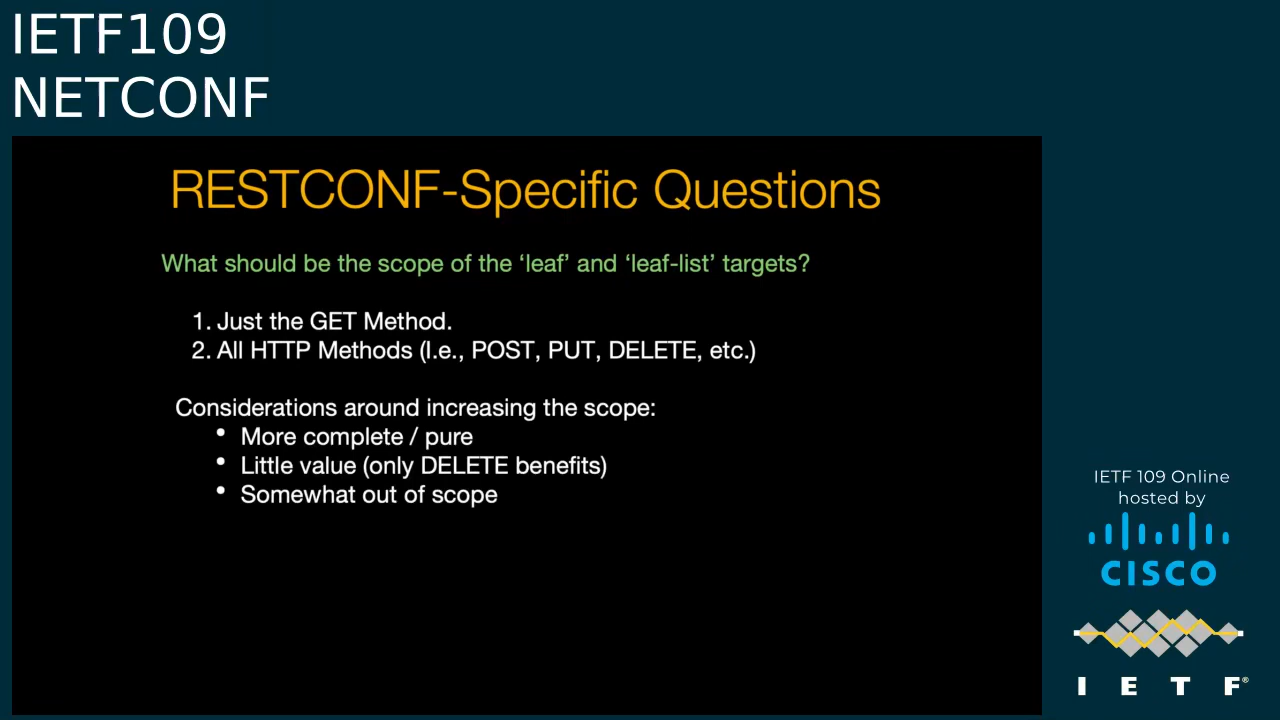 IETF109
NETCONF
RESTCONF-Specific Questions
What should be the scope of the ‘leaf’ and ‘leaf-list’ targets?
1. Just the GET Method.
2. All HTTP Methods (I.e., POST, PUT, DELETE, etc.)
Considerations around increasing the scope:
• More complete / pure
• Little value (only DELETE benefits)
• Somewhat out of scope
IETF 109 Online
hosted by
CISCO
I E T F®